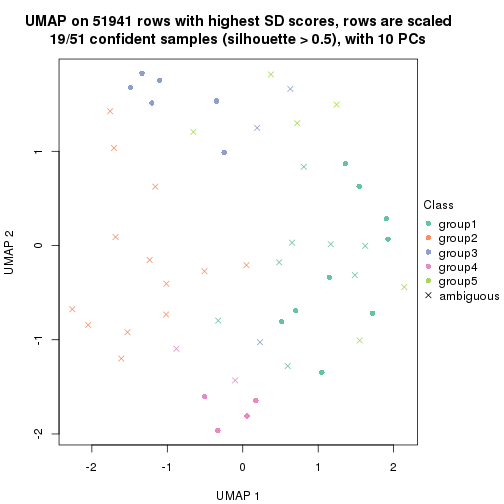 UMAP on 51941 rows with highest SD scores, rows are scaled
19/51 confident samples (silhouette > 0.5), with 10 PCs
UMAP 2
1
0
-1
-2
-2
-1
0
1
2
UMAP 1
Class
group1
group2
group3
group4
group5
ambiguous